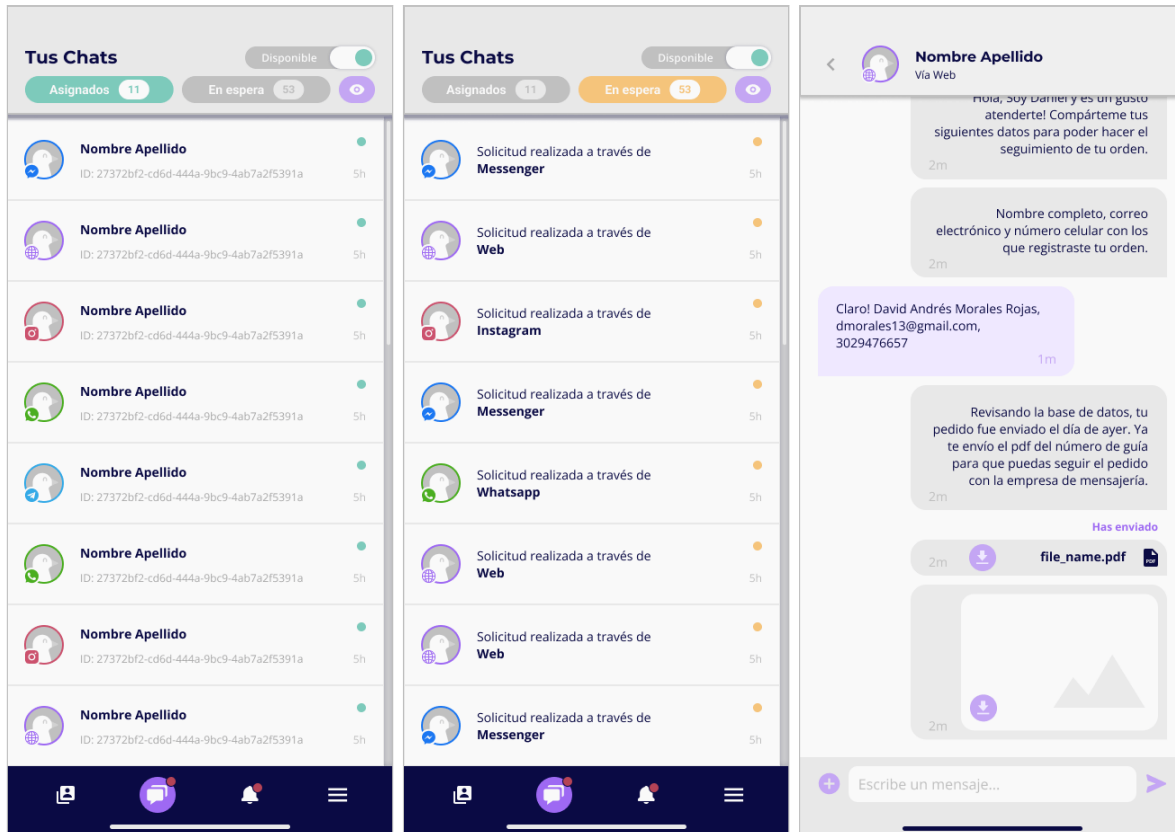 Tus Chats
Disponible
Asignados 11
En espera 53
Nombre Apellido
ID: 27372bf2-cd6d-444a-9bc9-4ab7a2f5391a
5h
Nombre Apellido
ID: 27372bf2-cd6d-444a-9bc9-4ab7a2f5391a
5h
Nombre Apellido
ID: 27372bf2-cd6d-444a-9bc9-4ab7a2f5391a
5h
Nombre Apellido
ID: 27372bf2-cd6d-444a-9bc9-4ab7a2f5391a
5h
Nombre Apellido
ID: 27372bf2-cd6d-444a-9bc9-4ab7a2f5391a
5h
Nombre Apellido
ID: 27372bf2-cd6d-444a-9bc9-4ab7a2f5391a
5h
Nombre Apellido
ID: 27372bf2-cd6d-444a-9bc9-4ab7a2f5391a
5h
Nombre Apellido
ID: 27372bf2-cd6d-444a-9bc9-4ab7a2f5391a
5h
Tus Chats
Disponible
Asignados 11
En espera 53
Solicitud realizada a través de
Messenger
5h
Solicitud realizada a través de
Web
5h
Solicitud realizada a través de
Instagram
5h
Solicitud realizada a través de
Messenger
5h
Solicitud realizada a través de
Whatsapp
5h
Solicitud realizada a través de
Web
5h
Solicitud realizada a través de
Web
5h
Solicitud realizada a través de
Messenger
5h
Nombre Apellido
Vía Web
Hola, Soy Daniel y es un gusto
atenderte! Compárteme tus
siguientes datos para poder hacer el
seguimiento de tu orden.
2m
Nombre completo, correo
electrónico y número celular con los
que registraste tu orden.
2m
Claro! David Andrés Morales Rojas,
dmorales13@gmail.com,
3029476657
1m
Revisando la base de datos, tu
pedido fue enviado el día de ayer. Ya
te envío el pdf del número de guía
para que puedas seguir el pedido
con la empresa de mensajería.
2m
Has enviado
2m
file_name.pdf
PDF
2m
Escribe un mensaje...